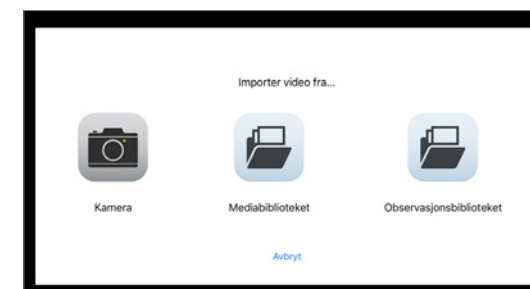 Importer video fra...
Kamera
Mediabiblioteket
Observasjonsbiblioteket
Avbryt